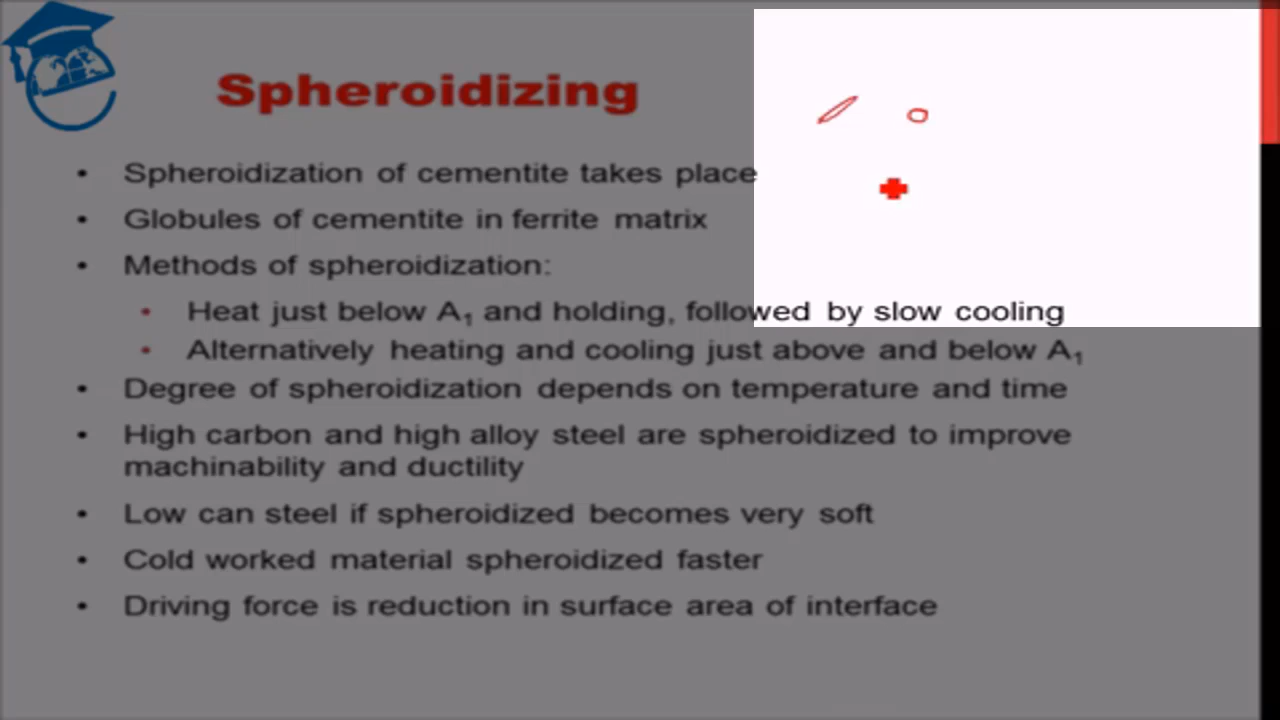 Spheroidizing
• Spheroidization of cementite takes place
• Globules of cementite in ferrite matrix
• Methods of spheroidization:
• Heat just below A₁ and holding, followed by slow cooling
• Alternatively heating and cooling just above and below A₁
• Degree of spheroidization depends on temperature and time
• High carbon and high alloy steel are spheroidized to improve
machinability and ductility
• Low can steel if spheroidized becomes very soft
• Cold worked material spheroidized faster
• Driving force is reduction in surface area of interface